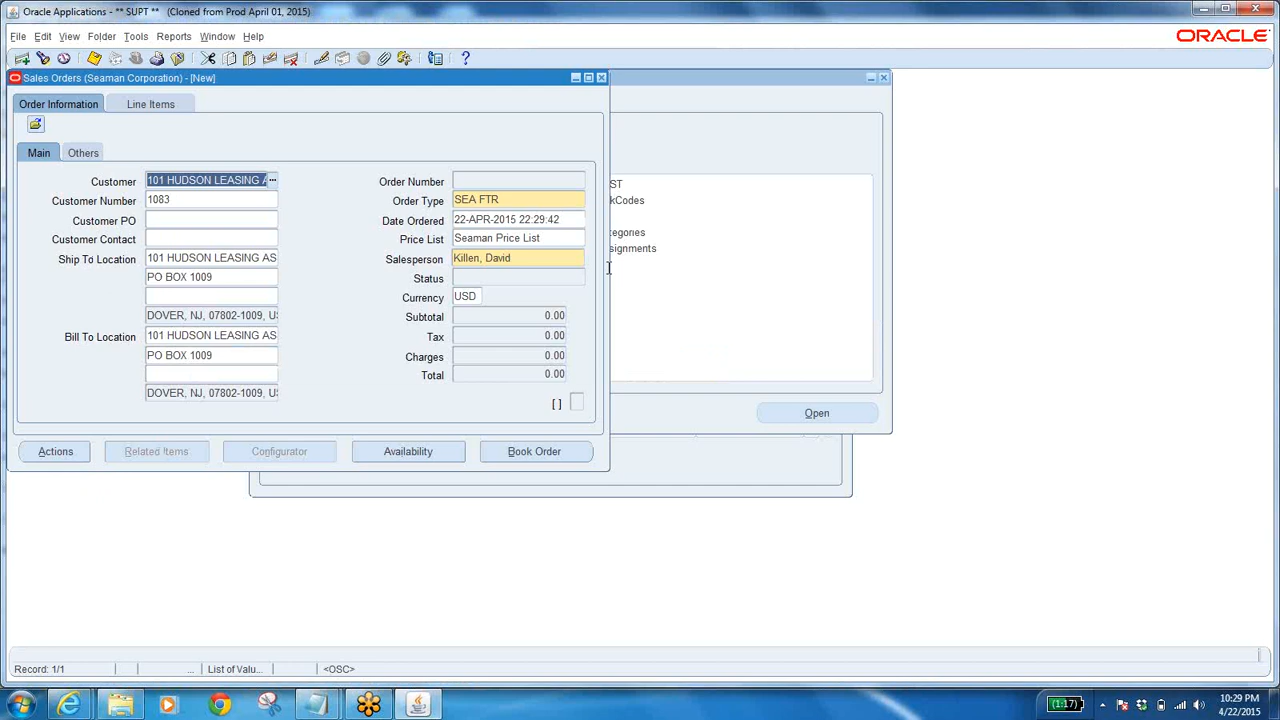 Oracle Applications - ** SUPT ** (Cloned from Prod April 01, 2015)
File Edit View Folder Tools Reports Window Help
ORACLE
Sales Orders (Seaman Corporation) - [New]
Order Information Line Items
Main Others
Customer 101 HUDSON LEASING A ... Order Number
Customer Number 1083 Order Type SEA FTR
Customer PO Date Ordered 22-APR-2015 22:29:42
Customer Contact Price List Seaman Price List
Ship To Location 101 HUDSON LEASING AS Salesperson Killen, David
PO BOX 1009 Status
Currency USD
DOVER, NJ, 07802-1009, US Subtotal 0.00
Bill To Location 101 HUDSON LEASING AS Tax 0.00
PO BOX 1009 Charges 0.00
Total 0.00
DOVER, NJ, 07802-1009, US
[ ]
Actions Related Items Configurator Availability Book Order
ST
kCodes
tegories
signments
Open
Record: 1/1 ... List of Valu... <OSC>
(1:17) 10:29 PM
4/22/2015